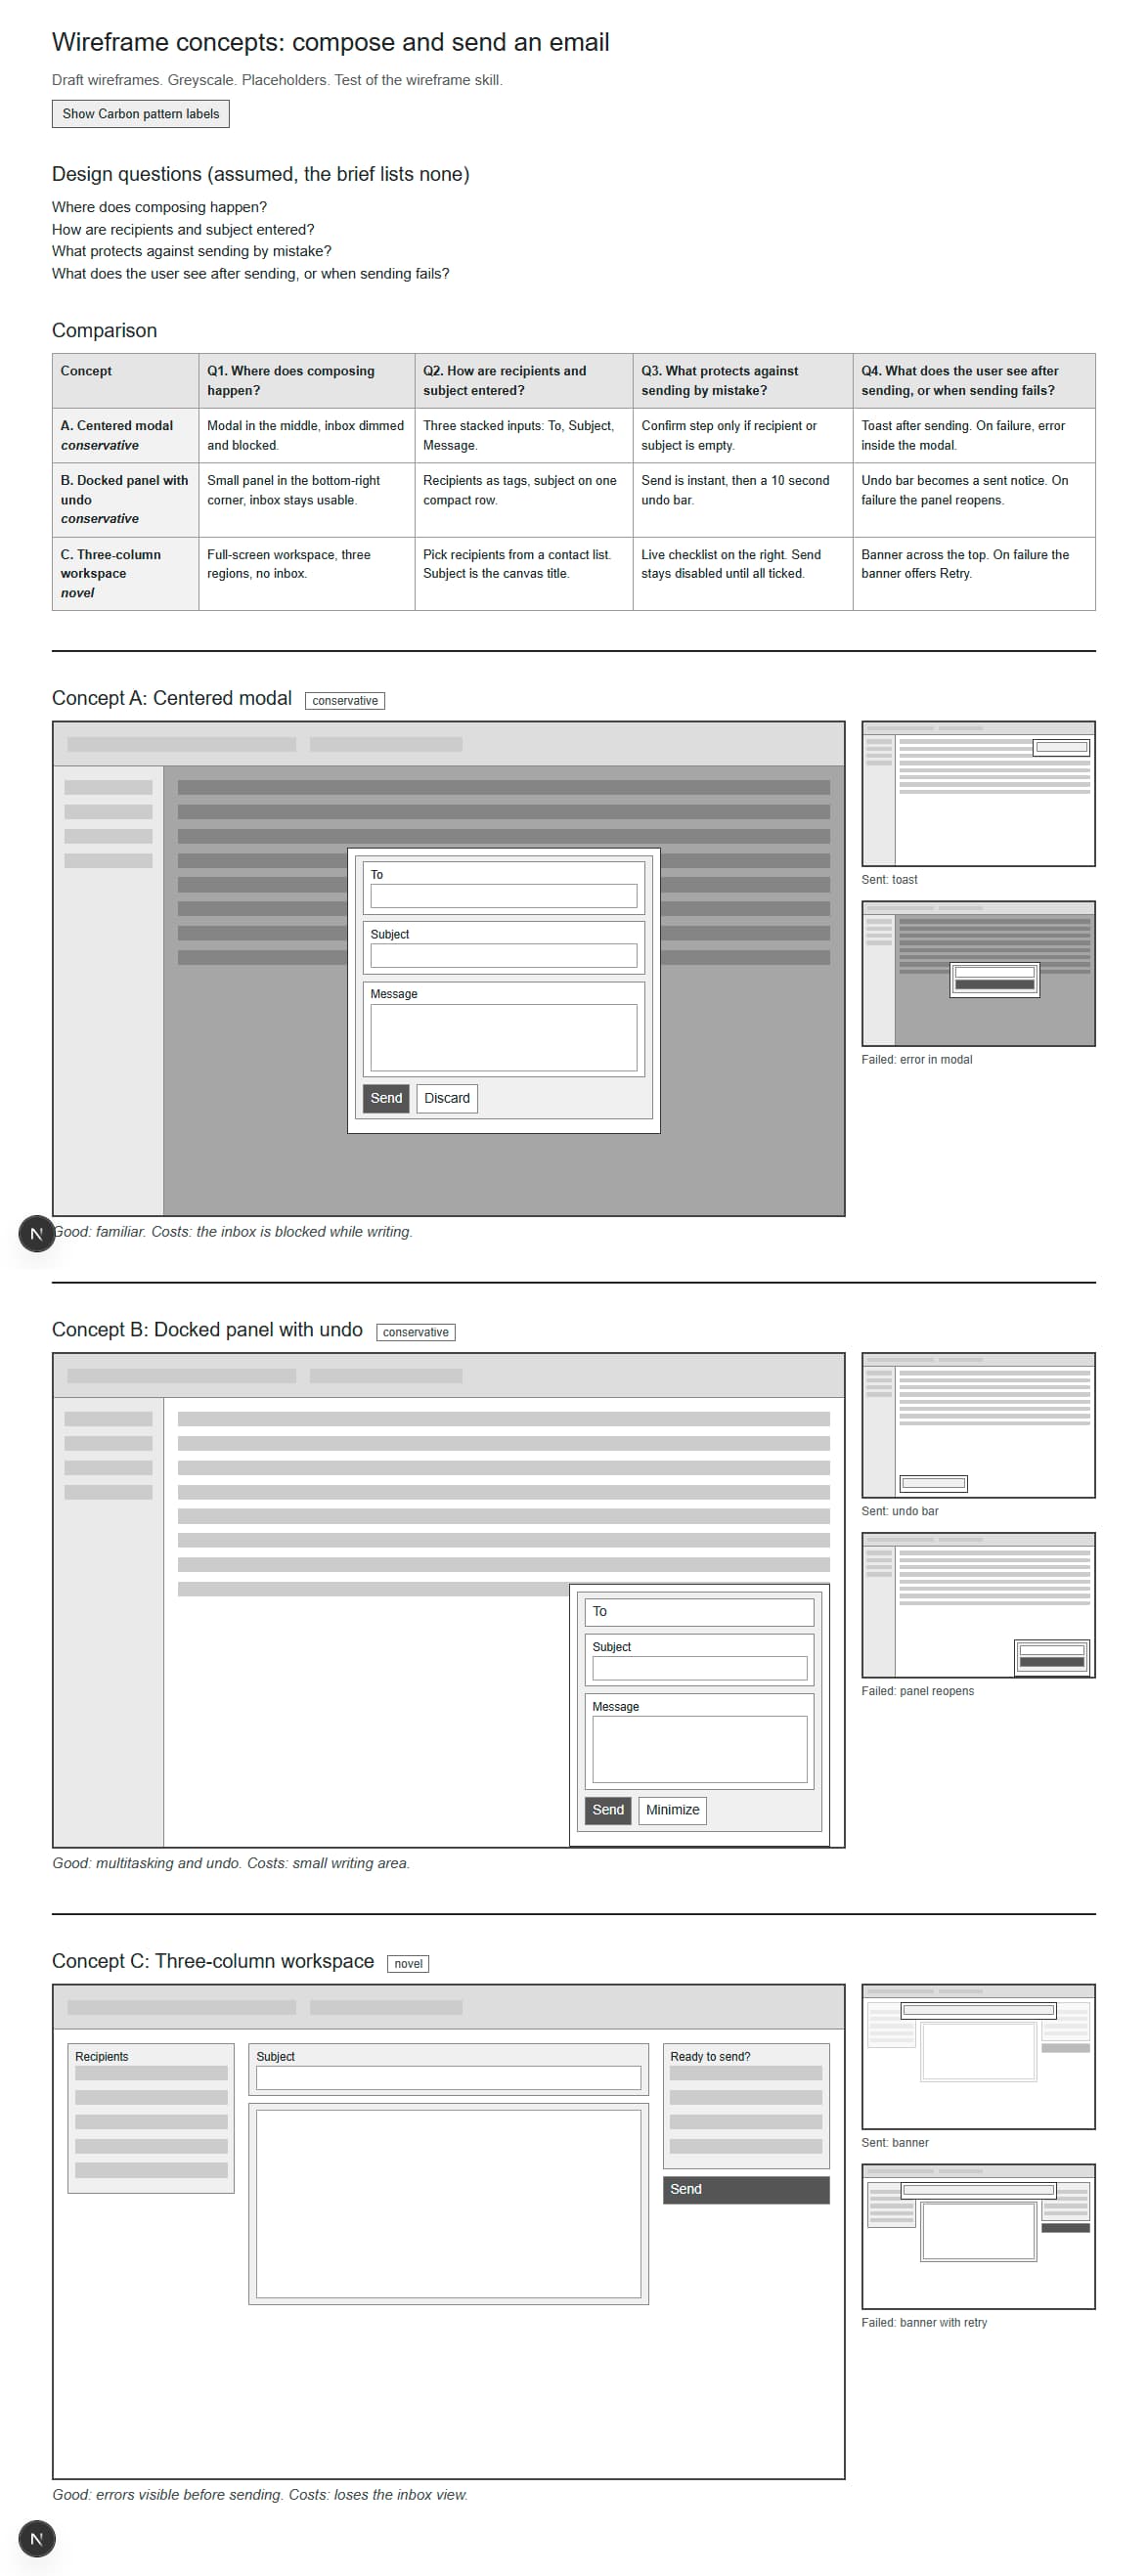 Wireframe concepts: compose and send an email
Draft wireframes. Greyscale. Placeholders. Test of the wireframe skill.
Show Carbon pattern labels
Design questions (assumed, the brief lists none)
Where does composing happen?
How are recipients and subject entered?
What protects against sending by mistake?
What does the user see after sending, or when sending fails?
Comparison
Concept
Q1. Where does composing
happen?
Q2. How are recipients and
subject entered?
Q3. What protects against
sending by mistake?
Q4. What does the user see after
sending, or when sending fails?
A. Centered modal
conservative
Modal in the middle, inbox dimmed
and blocked.
Three stacked inputs: To, Subject,
Message.
Confirm step only if recipient or
subject is empty.
Toast after sending. On failure, error
inside the modal.
B. Docked panel with
undo
conservative
Small panel in the bottom-right
corner, inbox stays usable.
Recipients as tags, subject on one
compact row.
Send is instant, then a 10 second
undo bar.
Undo bar becomes a sent notice. On
failure the panel reopens.
C. Three-column
workspace
novel
Full-screen workspace, three
regions, no inbox.
Pick recipients from a contact list.
Subject is the canvas title.
Live checklist on the right. Send
stays disabled until all ticked.
Banner across the top. On failure the
banner offers Retry.
Concept A: Centered modal
conservative
To
Subject
Message
Send
Discard
Sent: toast
Failed: error in modal
N
Good: familiar. Costs: the inbox is blocked while writing.
Concept B: Docked panel with undo
conservative
To
Subject
Message
Send
Minimize
Sent: undo bar
Failed: panel reopens
Good: multitasking and undo. Costs: small writing area.
Concept C: Three-column workspace
novel
Recipients
Subject
Ready to send?
Send
Sent: banner
Failed: banner with retry
Good: errors visible before sending. Costs: loses the inbox view.
N